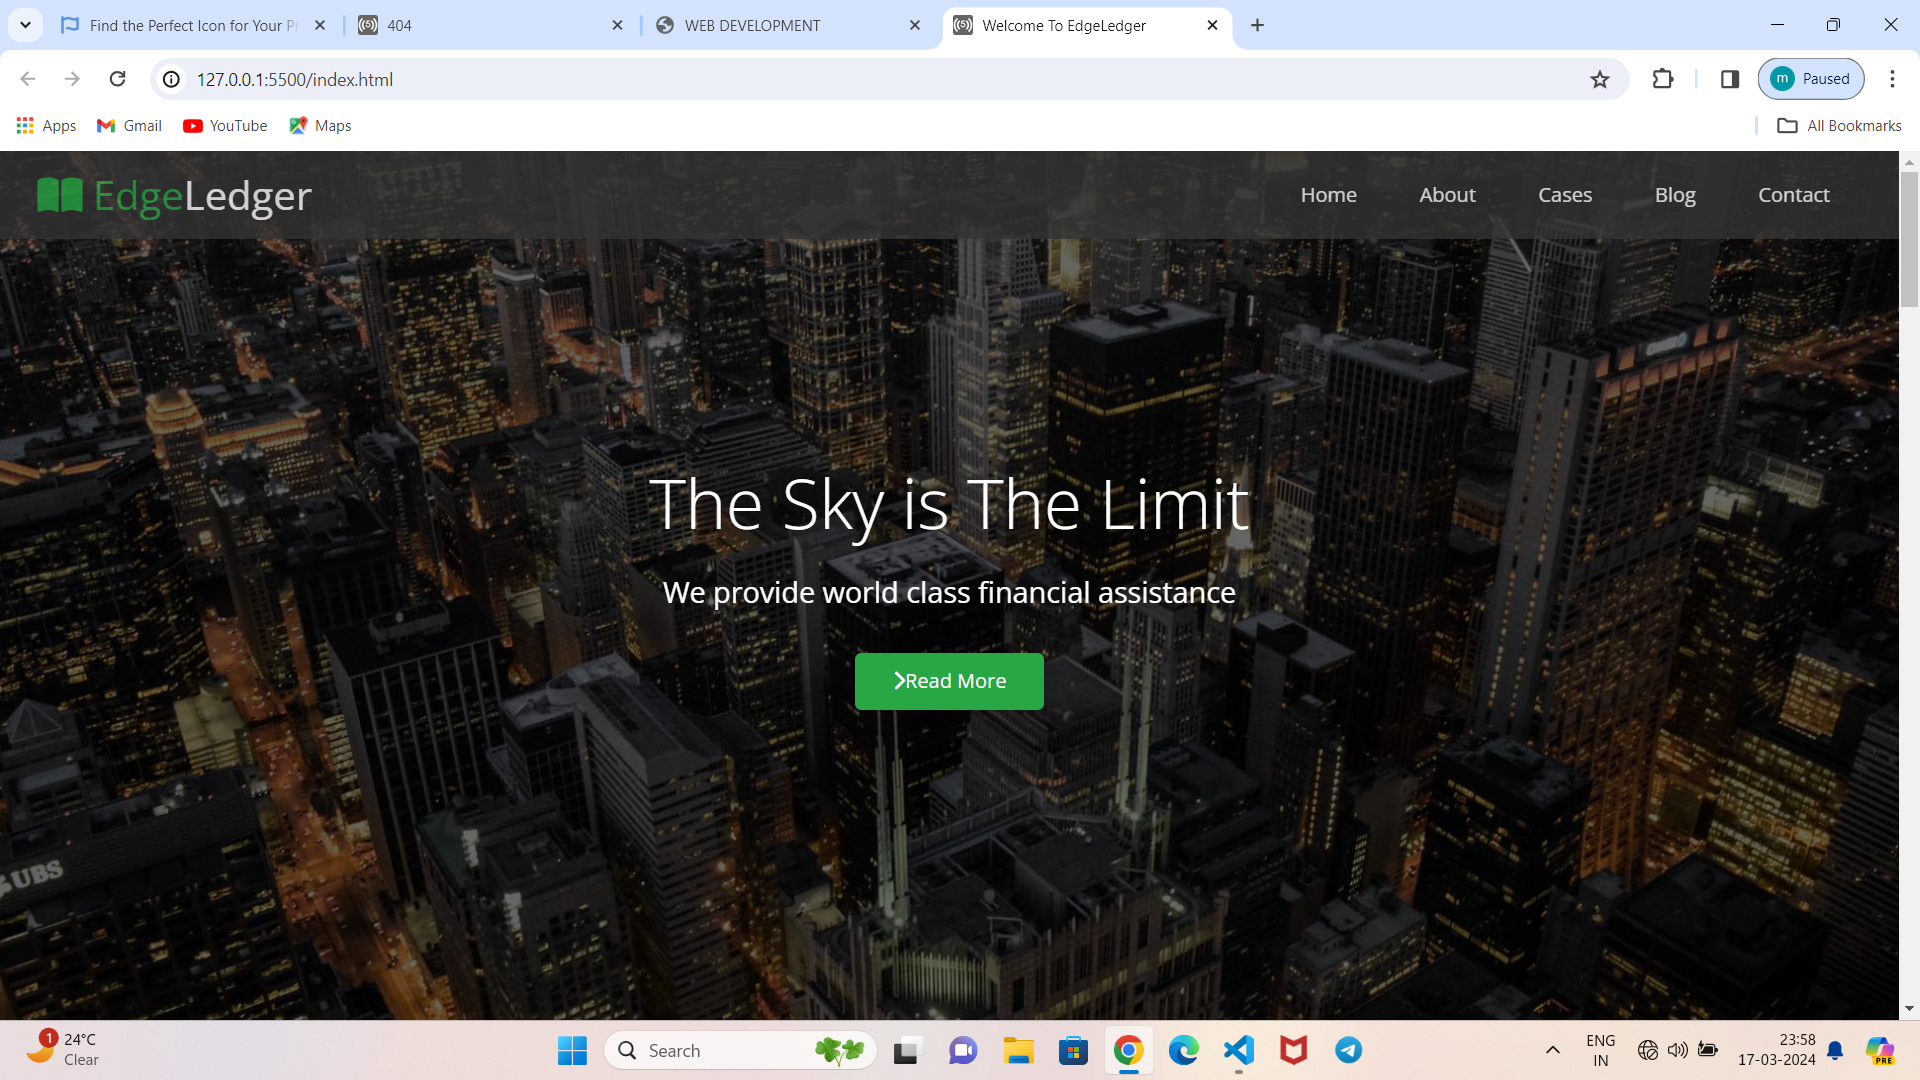 Find the Perfect Icon for Your Pr
404
WEB DEVELOPMENT
Welcome To EdgeLedger
127.0.0.1:5500/index.html
m Paused
Apps Gmail YouTube Maps All Bookmarks
EdgeLedger Home About Cases Blog Contact
The Sky is The Limit
We provide world class financial assistance
Read More
UBS
1
24°C
Clear
Search
ENG
IN
23:58
17-03-2024
PRE